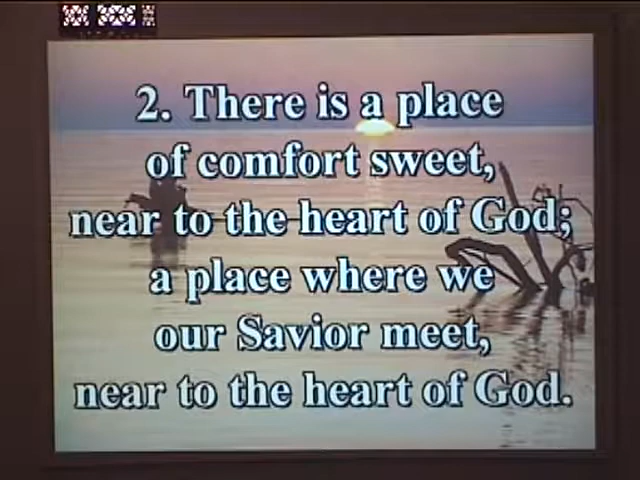 2. There is a place
of comfort sweet,
near to the heart of God;
a place where we
our Savior meet,
near to the heart of God.